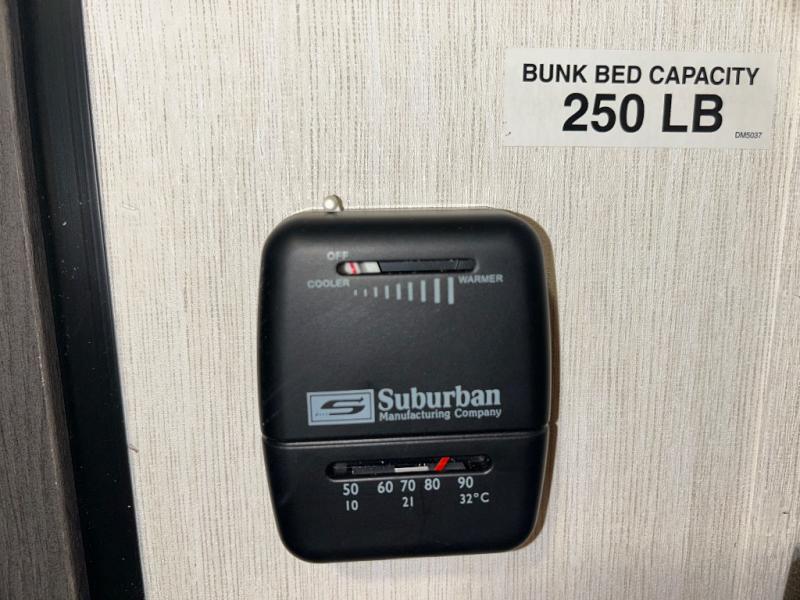 BUNK BED CAPACITY
250 LB
DM5037
OFF
COOLER
WARMER
S
Suburban
Manufacturing Company
50 60 70 80 90
10 21 32°C